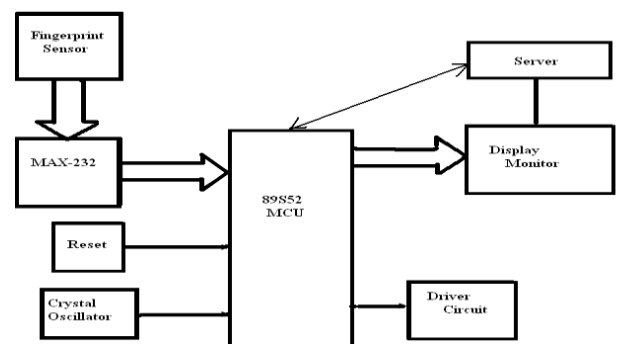 Fingerprint
Sensor
Server
MAX-232
Display
Monitor
89S52
MCU
Reset
Crystal
Oscillator
Driver
Circuit